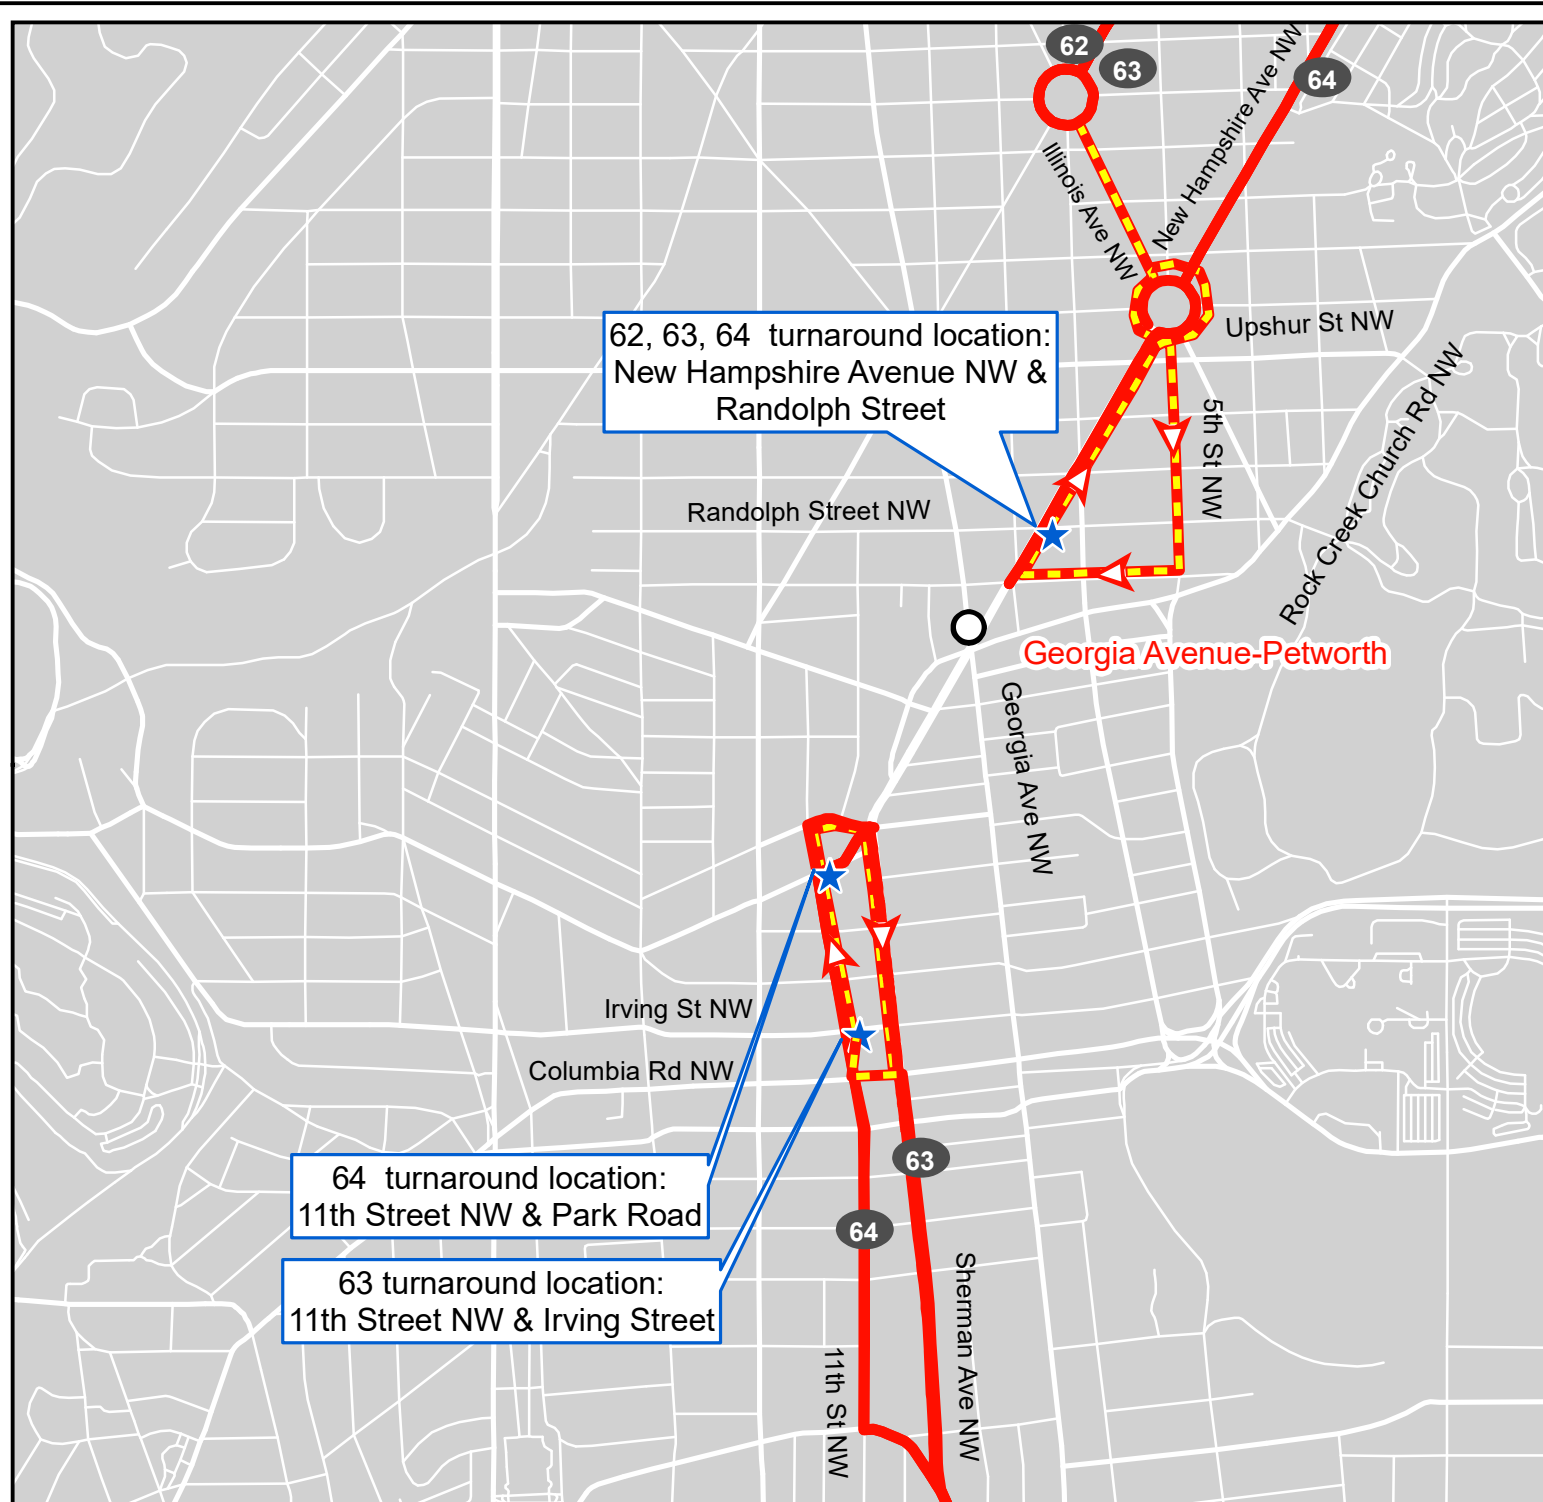 62
63
New Hampshire Ave NW
64
Illinois Ave NW
Upshur St NW
62, 63, 64 turnaround location:
New Hampshire Avenue NW &
Randolph Street
5th St NW
Rock Creek Church Rd NW
Randolph Street NW
Georgia Avenue-Petworth
Georgia Ave NW
Irving St NW
Columbia Rd NW
63
64 turnaround location:
11th Street NW & Park Road
64
63 turnaround location:
11th Street NW & Irving Street
Sherman Ave NW
11th St NW